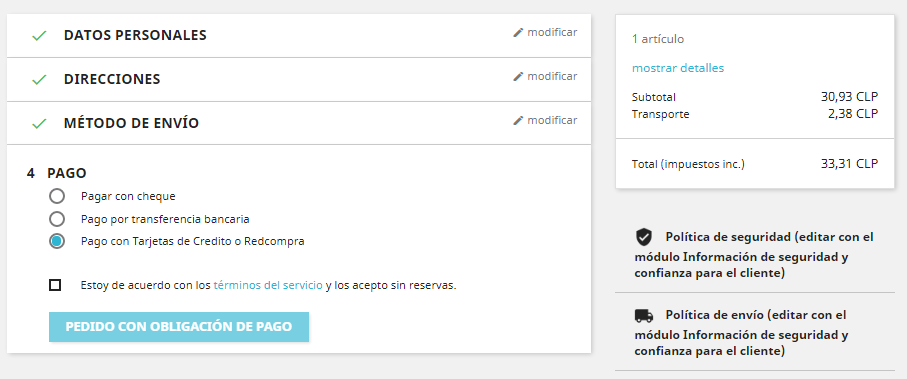 DATOS PERSONALES
modificar
DIRECCIONES
modificar
MÉTODO DE ENVÍO
modificar
4 PAGO
Pagar con cheque
Pago por transferencia bancaria
Pago con Tarjetas de Credito o Redcompra
Estoy de acuerdo con los términos del servicio y los acepto sin reservas.
PEDIDO CON OBLIGACIÓN DE PAGO
1 artículo
mostrar detalles
Subtotal 30,93 CLP
Transporte 2,38 CLP
Total (impuestos inc.) 33,31 CLP
Política de seguridad (editar con el
módulo Información de seguridad y
confianza para el cliente)
Política de envío (editar con el
módulo Información de seguridad y
confianza para el cliente)